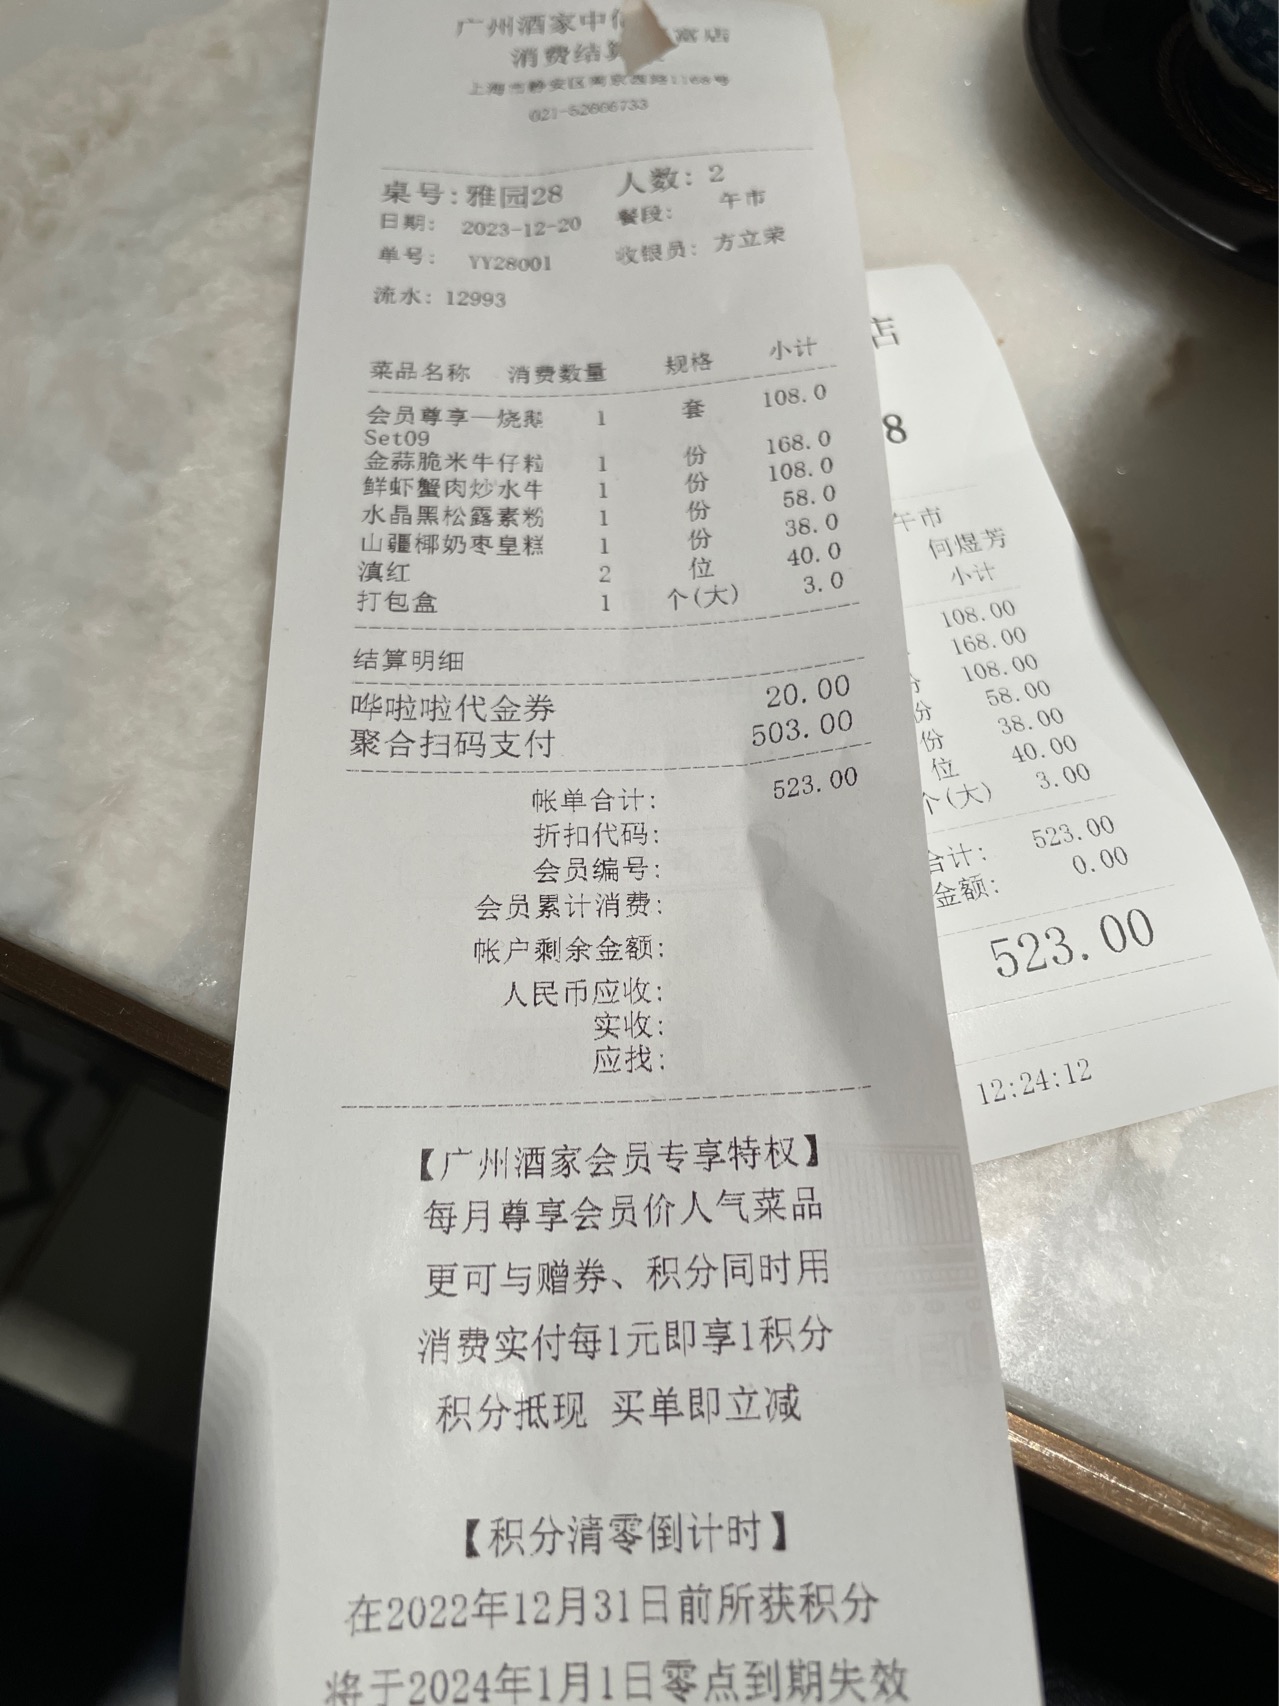 广州酒家中信 富店
消费结算
上海市静安区南京西路1168号
021-52666733
桌号:雅园28 人数: 2
日期: 2023-12-20 餐段: 午市
单号: YY28001 收银员: 方立荣
流水: 12993
菜品名称 消费数量 规格 小计
会员尊享一烧鹅 1 套 108.0
Set09
金蒜脆米牛仔粒 1 份 168.0
鲜虾蟹肉炒水牛 1 份 108.0
水晶黑松露素粉 1 份 58.0
山疆椰奶枣皇糕 1 份 38.0
滇红 2 位 40.0
打包盒 1 个(大) 3.0
结算明细
哗啦啦代金券 20.00
聚合扫码支付 503.00
帐单合计: 523.00
折扣代码:
会员编号:
会员累计消费:
帐户剩余金额:
人民币应收:
实收:
应找:
【广州酒家会员专享特权】
每月尊享会员价人气菜品
更可与赠券、积分同时用
消费实付每1元即享1积分
积分抵现 买单即立减
【积分清零倒计时】
在2022年12月31日前所获积分
将于2024年1月1日零点到期失效
店
8
午市
何煜芳
小计
108.00
168.00
份 108.00
份 58.00
份 38.00
位 40.00
个(大) 3.00
合计: 523.00
金额: 0.00
523.00
12:24:12